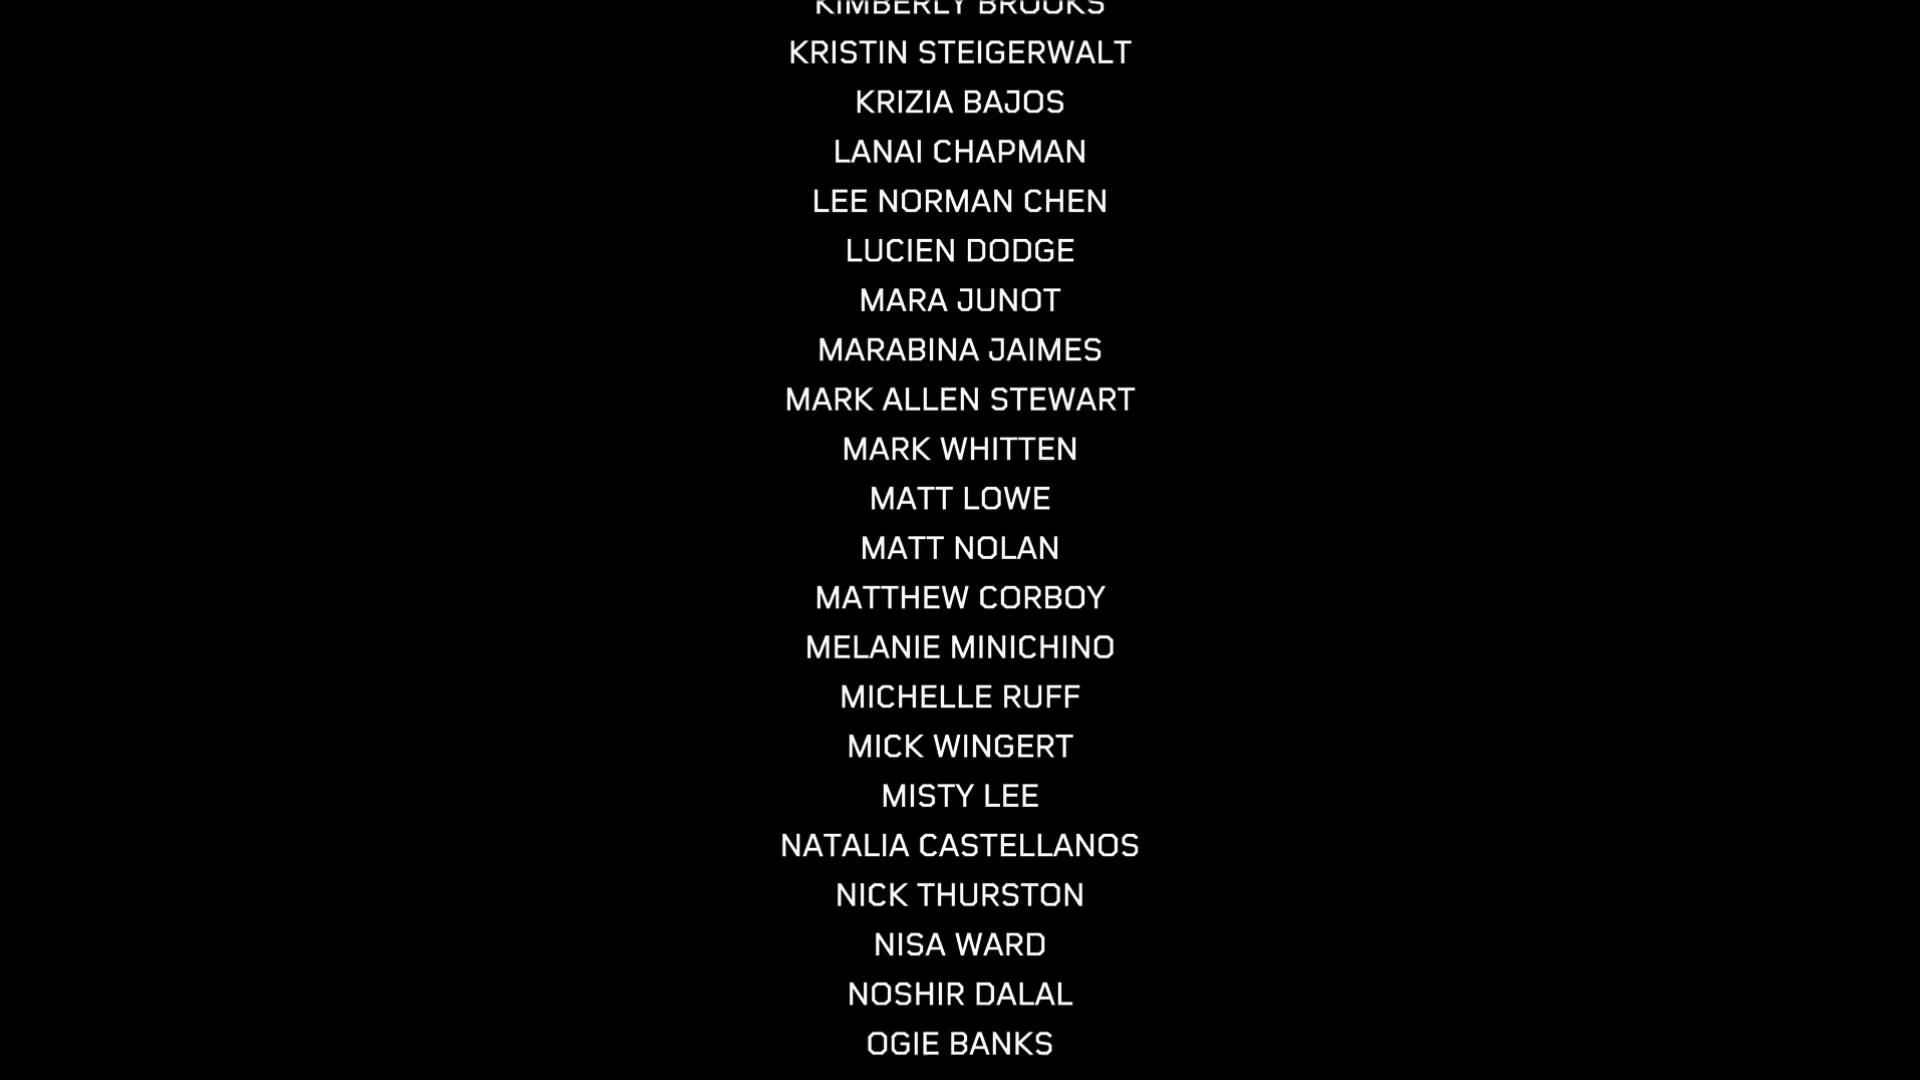 KIMBERLY BROOKS
KRISTIN STEIGERWALT
KRIZIA BAJOS
LANAI CHAPMAN
LEE NORMAN CHEN
LUCIEN DODGE
MARA JUNOT
MARABINA JAIMES
MARK ALLEN STEWART
MARK WHITTEN
MATT LOWE
MATT NOLAN
MATTHEW CORBOY
MELANIE MINICHINO
MICHELLE RUFF
MICK WINGERT
MISTY LEE
NATALIA CASTELLANOS
NICK THURSTON
NISA WARD
NOSHIR DALAL
OGIE BANKS